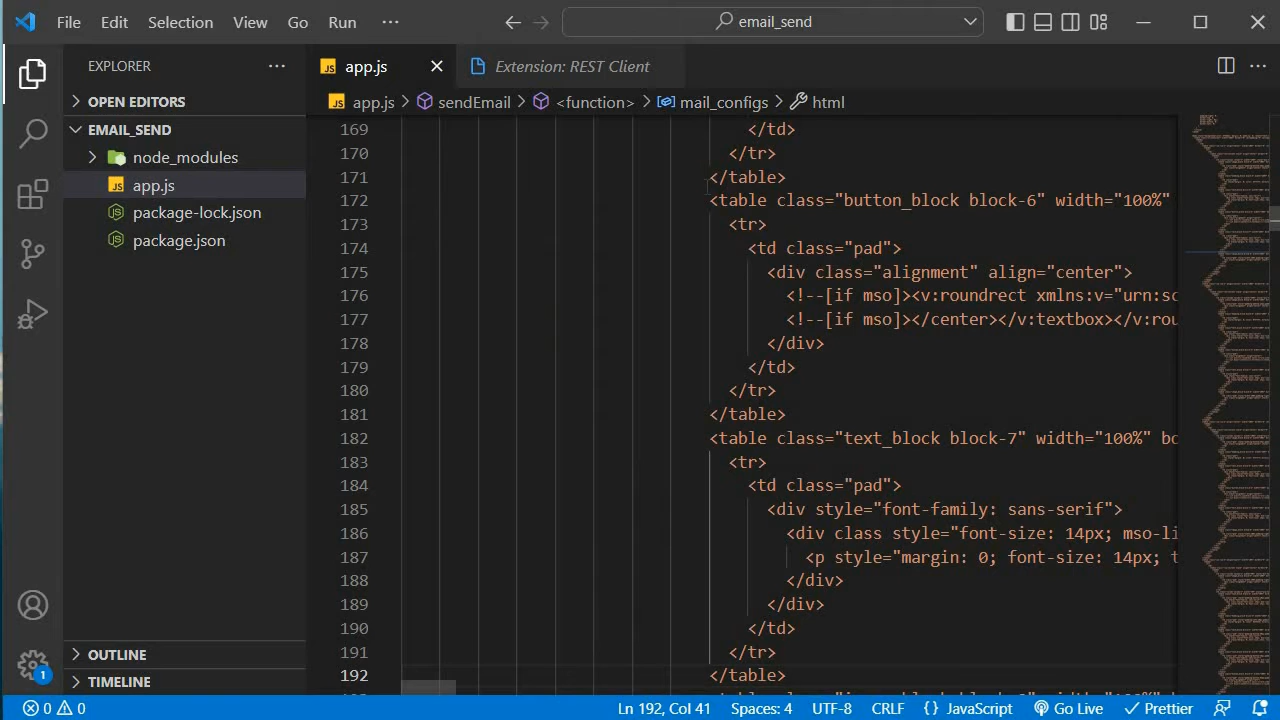 File Edit Selection View Go Run ··· email_send
EXPLORER
OPEN EDITORS
EMAIL_SEND
node_modules
app.js
package-lock.json
package.json
OUTLINE
TIMELINE
1
JS app.js Extension: REST Client
JS app.js > sendEmail > <function> > mail_configs > html
169 </td>
170 </tr>
171 </table>
172 <table class="button_block block-6" width="100%"
173 <tr>
174 <td class="pad">
175 <div class="alignment" align="center">
176 <!--[if mso]><v:roundrect xmlns:v="urn:sc
177 <!--[if mso]></center></v:textbox></v:rou
178 </div>
179 </td>
180 </tr>
181 </table>
182 <table class="text_block block-7" width="100%" bo
183 <tr>
184 <td class="pad">
185 <div style="font-family: sans-serif">
186 <div class style="font-size: 14px; mso-li
187 <p style="margin: 0; font-size: 14px; t
188 </div>
189 </div>
190 </td>
191 </tr>
192 </table>
0 0 Ln 192, Col 41 Spaces: 4 UTF-8 CRLF {} JavaScript Go Live Prettier